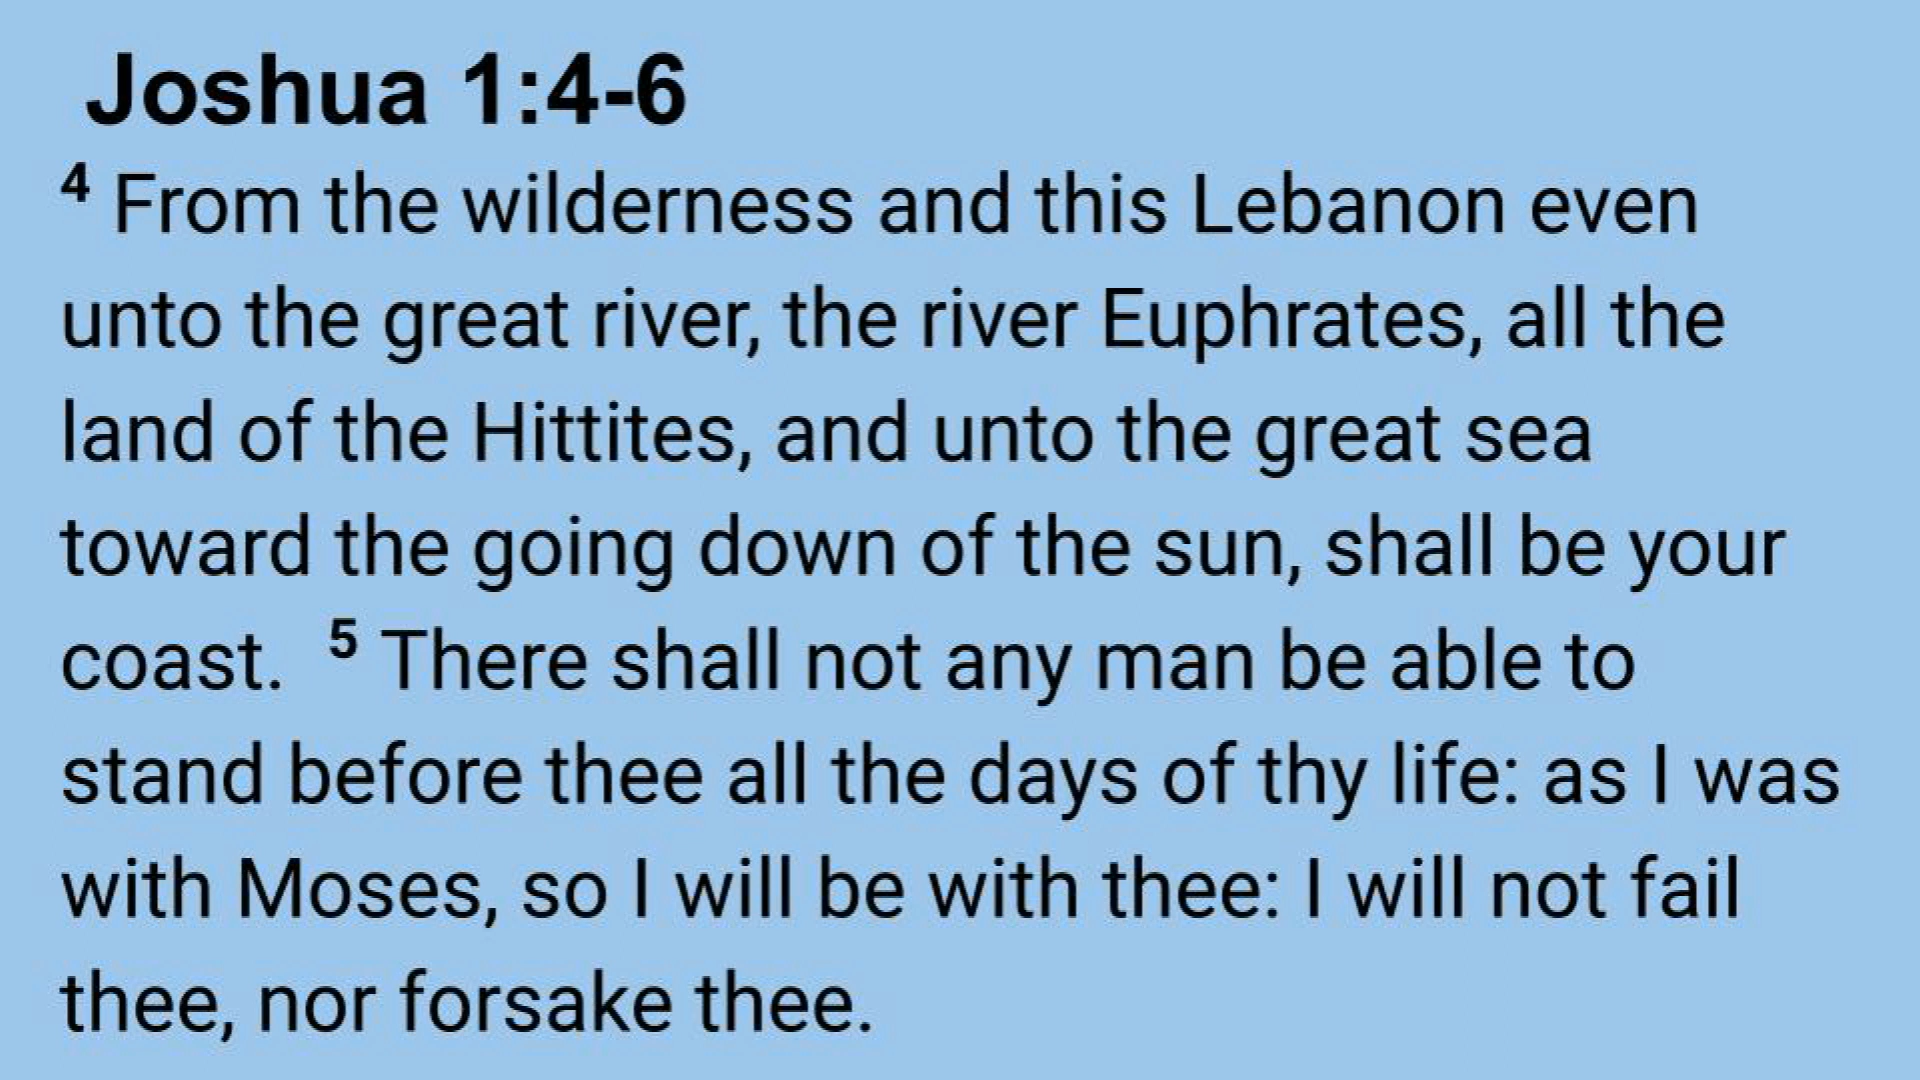 Joshua 1:4-6
4 From the wilderness and this Lebanon even
unto the great river, the river Euphrates, all the
land of the Hittites, and unto the great sea
toward the going down of the sun, shall be your
coast. 5 There shall not any man be able to
stand before thee all the days of thy life: as I was
with Moses, so I will be with thee: I will not fail
thee, nor forsake thee.